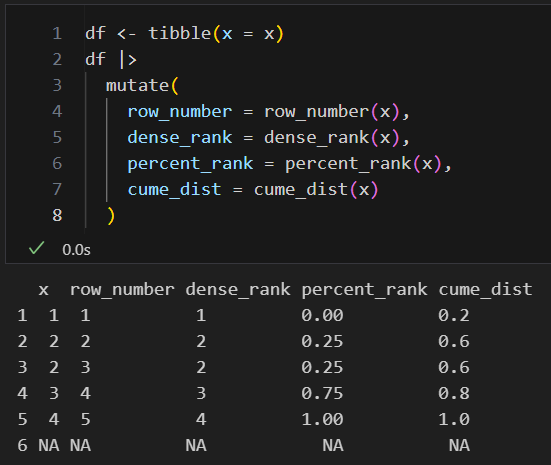 1 df <- tibble(x = x)
2 df |>
3   mutate(
4     row_number = row_number(x),
5     dense_rank = dense_rank(x),
6     percent_rank = percent_rank(x),
7     cume_dist = cume_dist(x)
8   )
✓ 0.0s
  x  row_number dense_rank percent_rank cume_dist
1  1 1          1          0.00         0.2
2  2 2          2          0.25         0.6
3  2 3          2          0.25         0.6
4  3 4          3          0.75         0.8
5  4 5          4          1.00         1.0
6 NA NA         NA           NA          NA